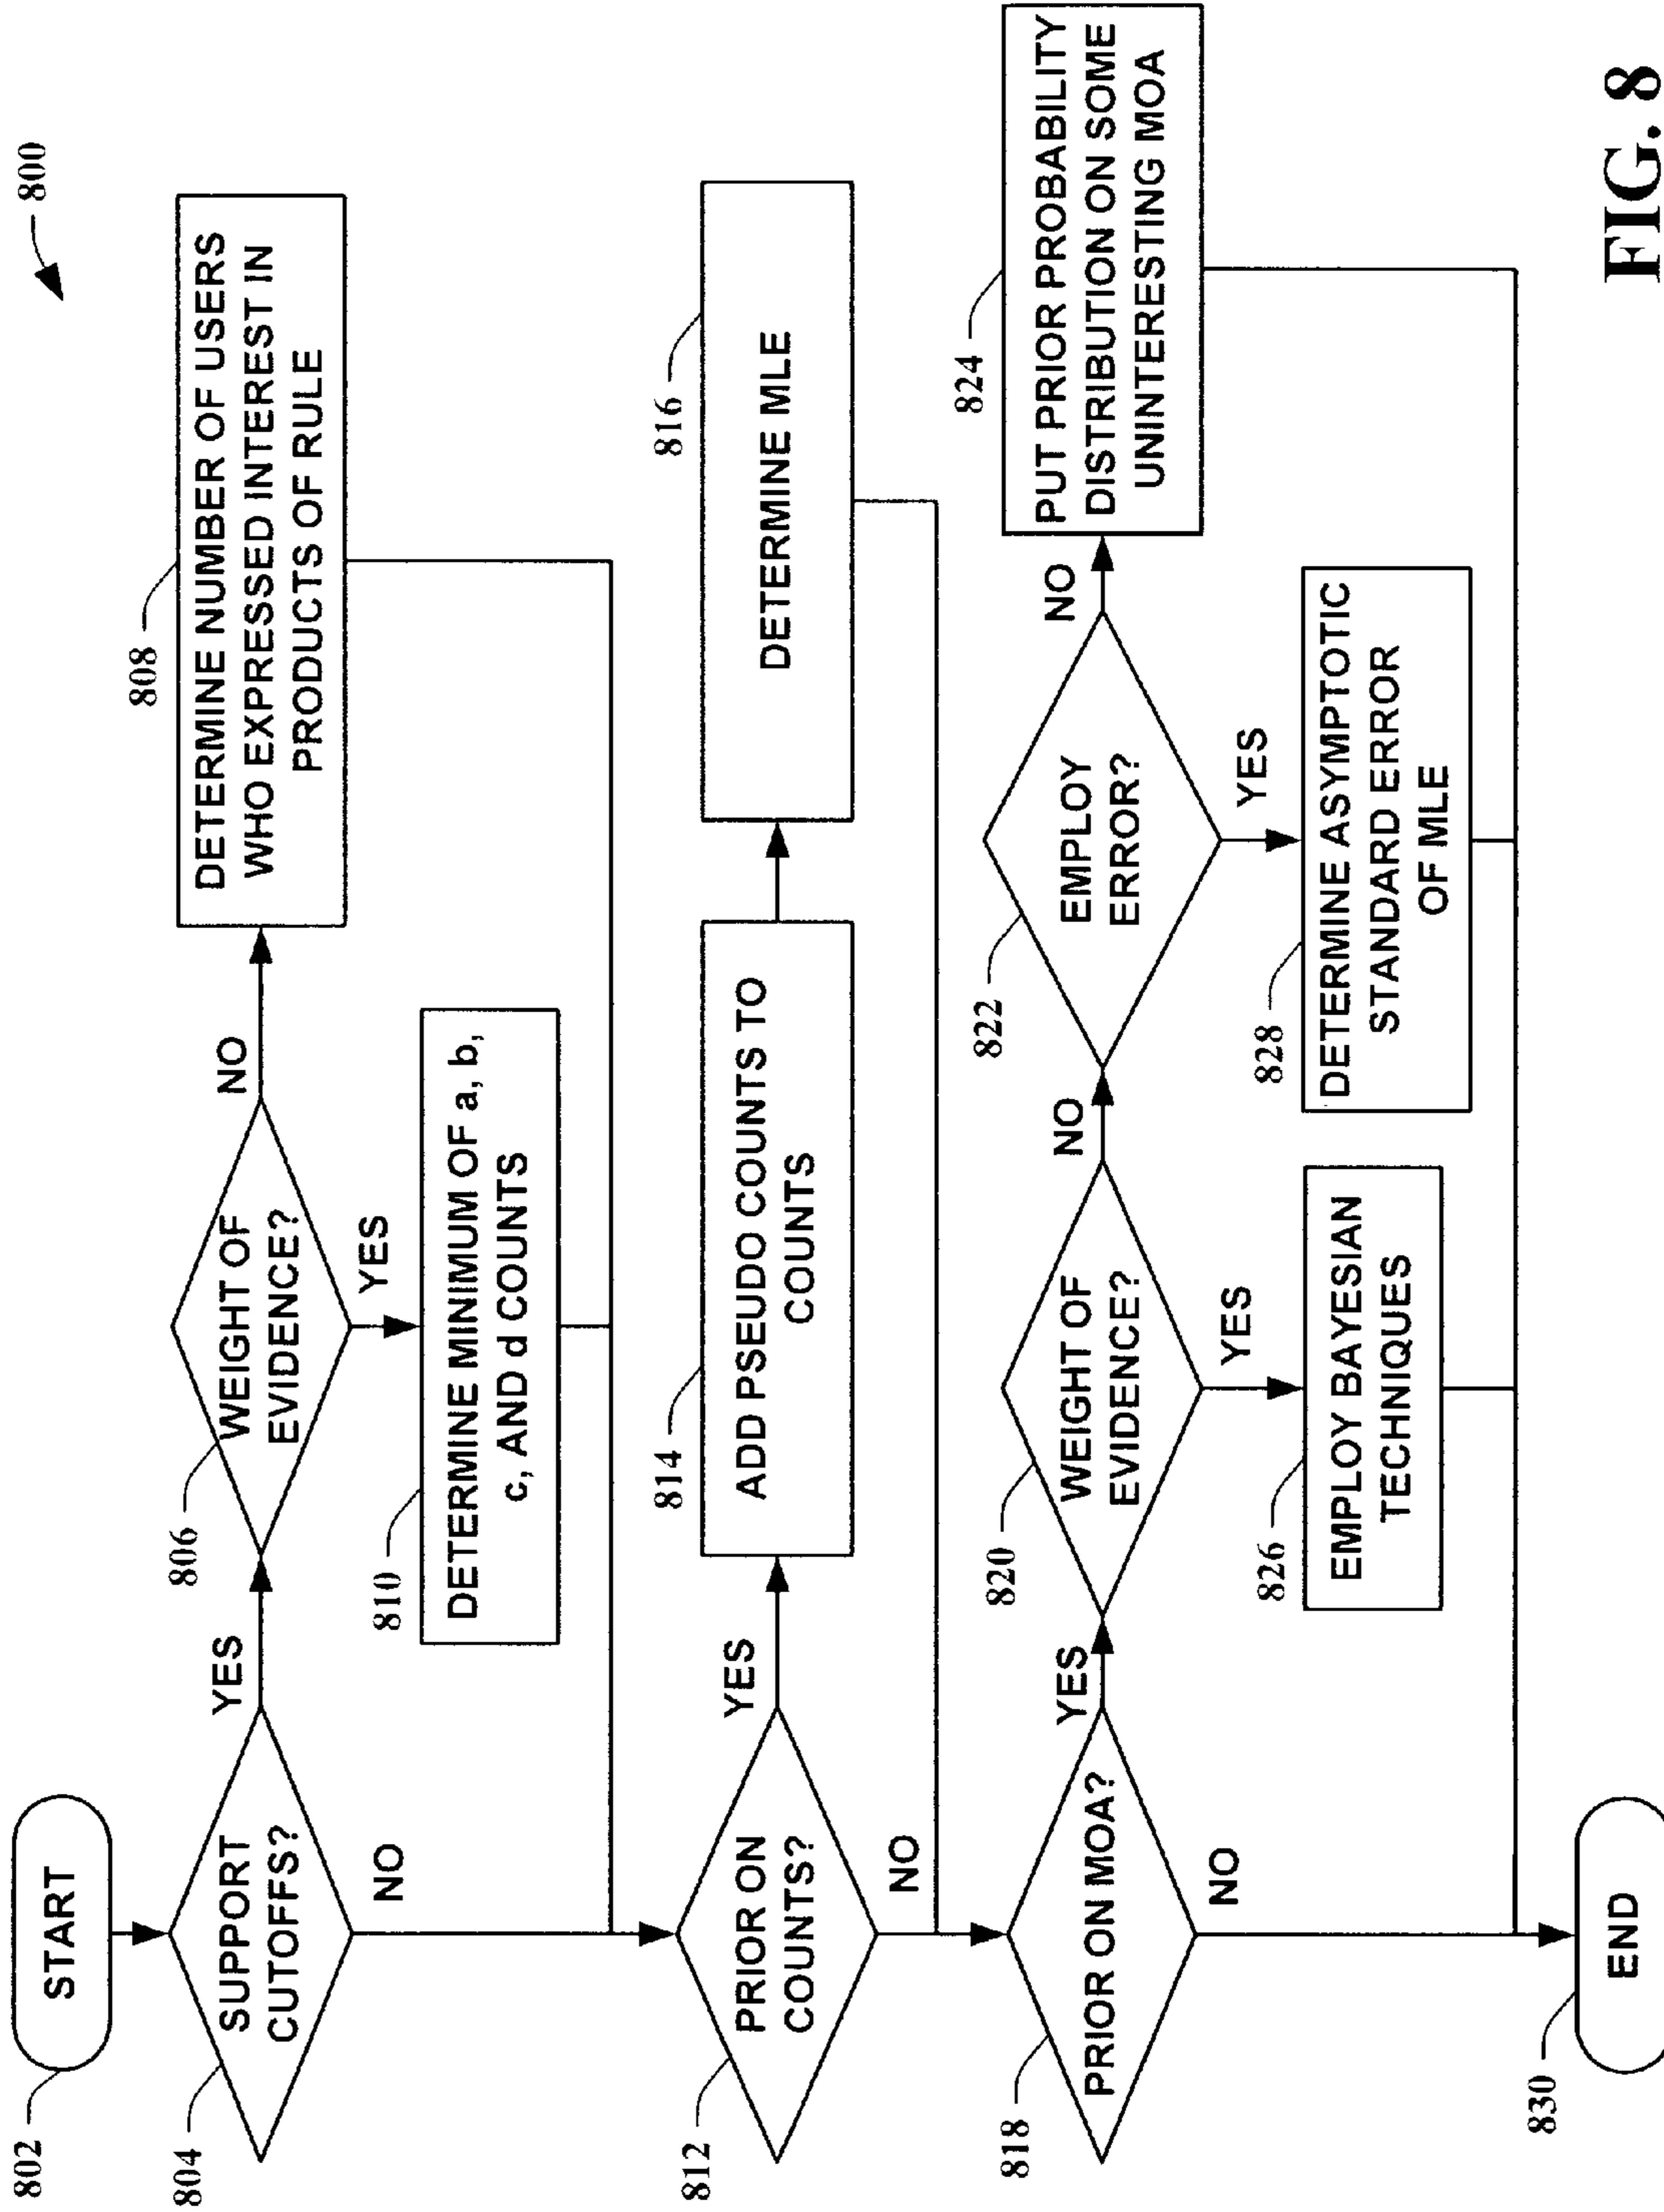 800
802
START
804
SUPPORT
CUTOFFS?
YES
NO
806
WEIGHT OF
EVIDENCE?
NO
YES
808
DETERMINE NUMBER OF USERS
WHO EXPRESSED INTEREST IN
PRODUCTS OF RULE
810
DETERMINE MINIMUM OF a, b,
c, AND d COUNTS
812
PRIOR ON
COUNTS?
YES
NO
814
ADD PSEUDO COUNTS TO
COUNTS
816
DETERMINE MLE
818
PRIOR ON MOA?
YES
NO
820
WEIGHT OF
EVIDENCE?
NO
YES
822
EMPLOY
ERROR?
NO
YES
824
PUT PRIOR PROBABILITY
DISTRIBUTION ON SOME
UNINTERESTING MOA
826
EMPLOY BAYESIAN
TECHNIQUES
828
DETERMINE ASYMPTOTIC
STANDARD ERROR
OF MLE
830
END
FIG. 8